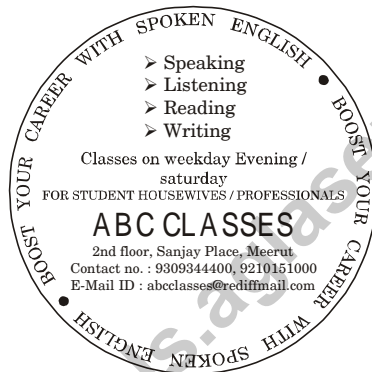 BOOST YOUR CAREER WITH SPOKEN ENGLISH • BOOST YOUR CAREER WITH SPOKEN ENGLISH •
➢ Speaking
➢ Listening
➢ Reading
➢ Writing
Classes on weekday Evening /
saturday
FOR STUDENT HOUSEWIVES / PROFESSIONALS
ABC CLASSES
2nd floor, Sanjay Place, Meerut
Contact no. : 9309344400, 9210151000
E-Mail ID : abcclasses@rediffmail.com